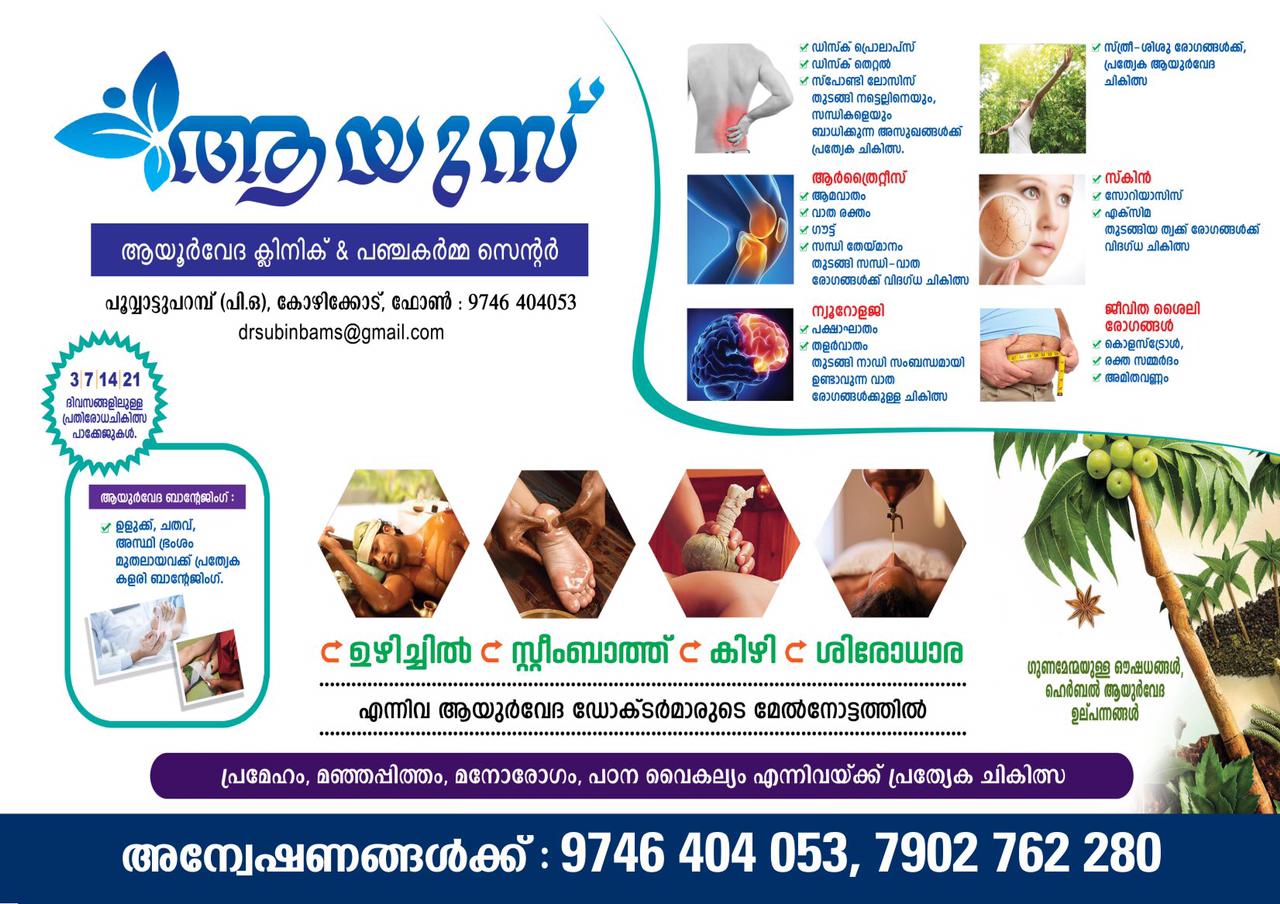 ആയുസ്
ആയൂർവേദ ക്ലിനിക് & പഞ്ചകർമ്മ സെന്റർ
പൂവ്വാട്ടുപറമ്പ് (പി.ഒ), കോഴിക്കോട്, ഫോൺ : 9746 404053
drsubinbams@gmail.com
ഡിസ്ക് പ്രൊലാപ്സ്
ഡിസ്ക് തെറ്റൽ
സ്പോണ്ടി ലോസിസ്
തുടങ്ങി നട്ടെല്ലിനെയും,
സന്ധികളെയും
ബാധിക്കുന്ന അസുഖങ്ങൾക്ക്
പ്രത്യേക ചികിത്സ.
സ്ത്രീ-ശിശു രോഗങ്ങൾക്ക്,
പ്രത്യേക ആയുർവേദ
ചികിത്സ
ആർത്രൈറ്റീസ്
ആമവാതം
വാത രക്തം
ഗൗട്ട്
സന്ധി തേയ്മാനം
തുടങ്ങി സന്ധി-വാത
രോഗങ്ങൾക്ക് വിദഗ്ധ ചികിത്സ
സ്കിൻ
സോറിയാസിസ്
എക്സിമ
തുടങ്ങിയ ത്വക്ക് രോഗങ്ങൾക്ക്
വിദഗ്ധ ചികിത്സ
ന്യൂറോളജി
പക്ഷാഘാതം
തളർവാതം
തുടങ്ങി നാഡി സംബന്ധമായി
ഉണ്ടാവുന്ന വാത
രോഗങ്ങൾക്കുള്ള ചികിത്സ
ജീവിത ശൈലി
രോഗങ്ങൾ
കൊളസ്ട്രോൾ,
രക്ത സമ്മർദം
അമിതവണ്ണം
3|7|14|21
ദിവസങ്ങളിലുള്ള
പ്രതിരോധചികിത്സ
പാക്കേജുകൾ.
ആയുർവേദ ബാന്റേജിംഗ് :
ഉളുക്ക്, ചതവ്,
അസ്ഥി ഭ്രംശം
മുതലായവക്ക് പ്രത്യേക
കളരി ബാന്റേജിംഗ്.
ഉഴിച്ചിൽ സ്റ്റീംബാത്ത് കിഴി ശിരോധാര
എന്നിവ ആയുർവേദ ഡോക്ടർമാരുടെ മേൽനോട്ടത്തിൽ
ഗുണമേന്മയുള്ള ഔഷധങ്ങൾ,
ഹെർബൽ ആയുർവേദ
ഉല്പന്നങ്ങൾ
പ്രമേഹം, മഞ്ഞപ്പിത്തം, മനോരോഗം, പഠന വൈകല്യം എന്നിവയ്ക്ക് പ്രത്യേക ചികിത്സ
അന്വേഷണങ്ങൾക്ക് : 9746 404 053, 7902 762 280